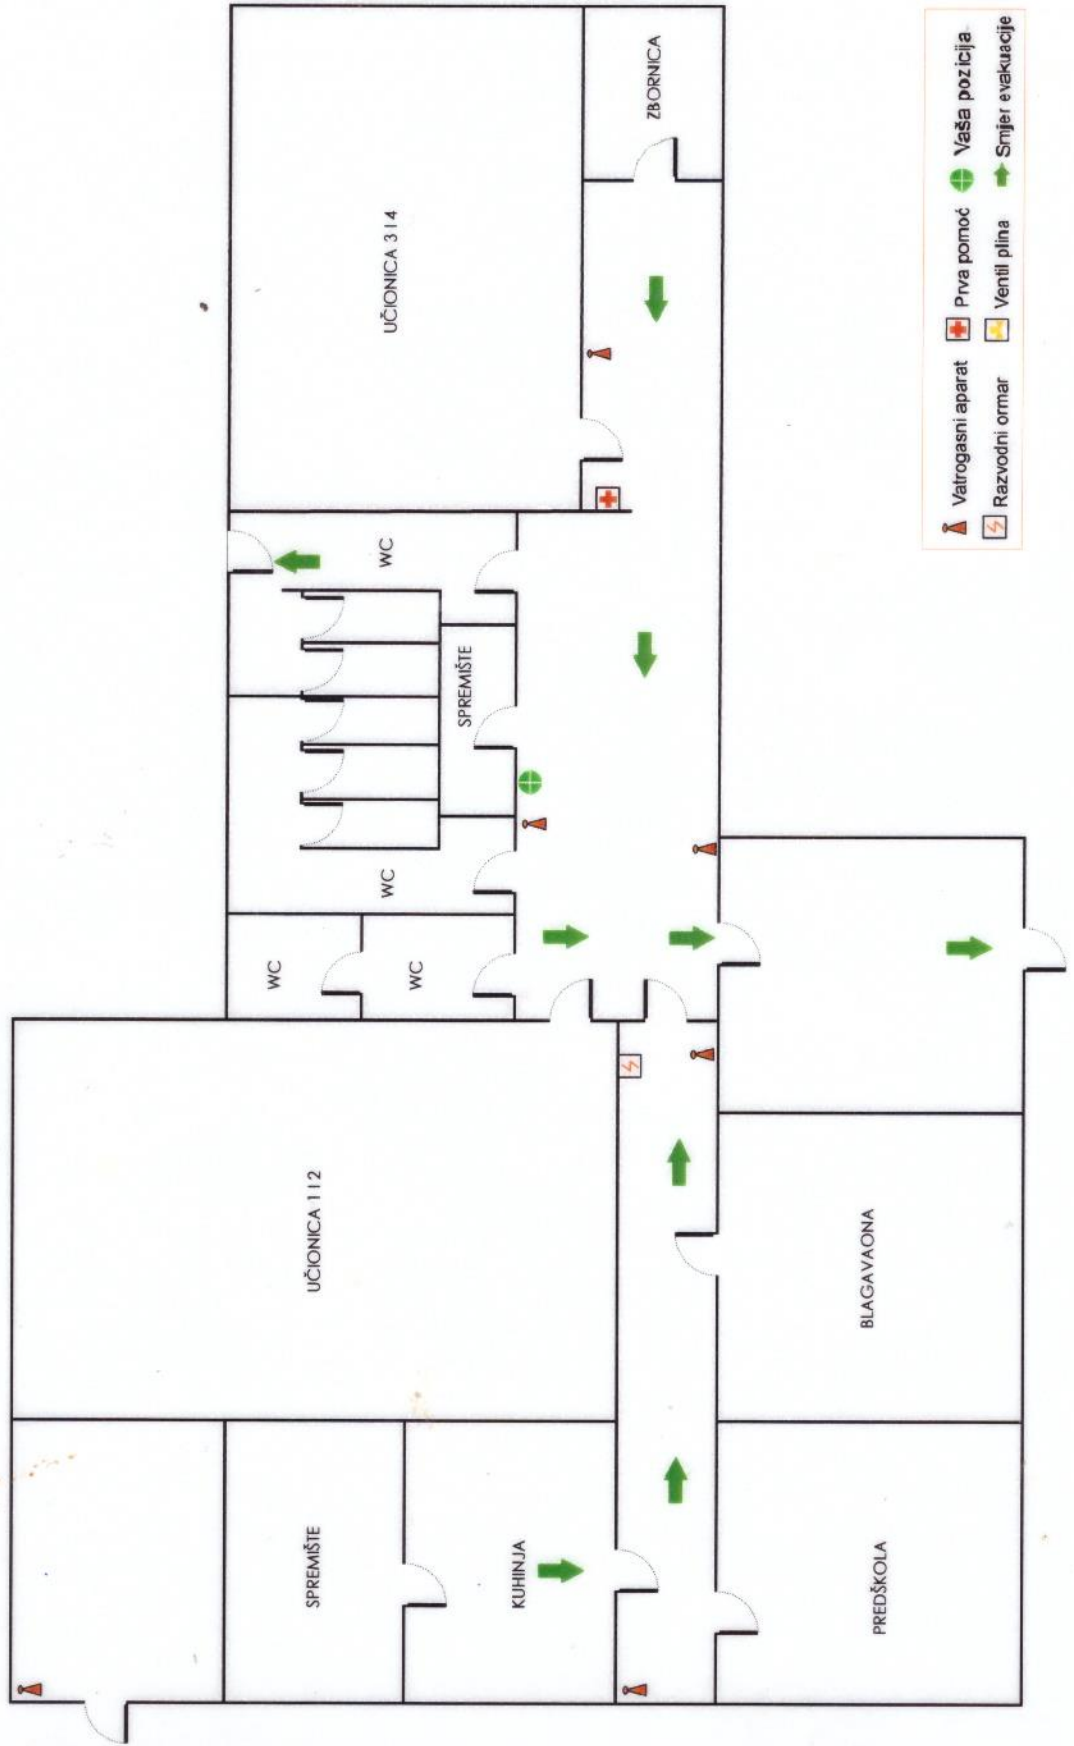 WC
SPREMIŠTE
UČIONICA 1 I 2
WC
WC
UČIONICA 3 I 4
WC
SPREMIŠTE
KUHINJA
ZBORNICA
PREDŠKOLA
BLAGAVAONA
Vatrogasni aparat Prva pomoć Vaša pozicija
Razvodni ormar Ventil plina Smjer evakuacije